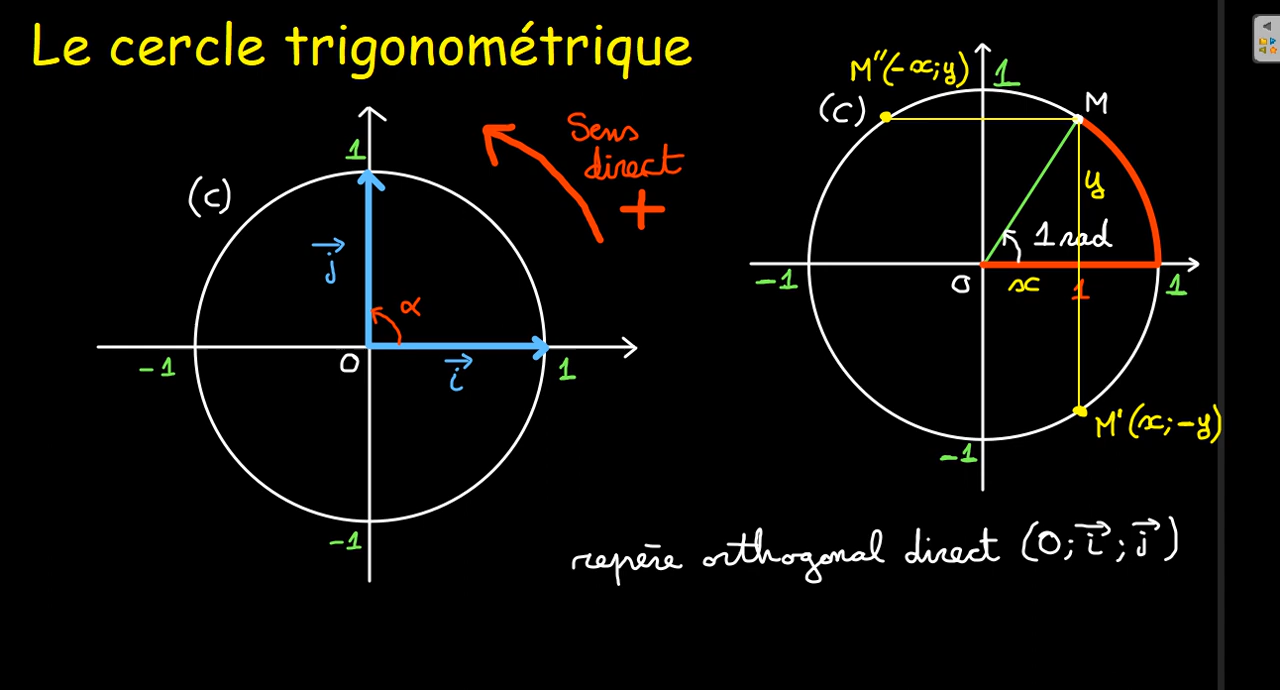 Le cercle trigonométrique
Sens
direct
+
(C)
1
j
α
-1
O
i
1
-1
M''(-x;y)
1
(C)
M
y
1 rad
-1
O
x
1
1
M'(x;-y)
-1
repère orthogonal direct (O;i;j)